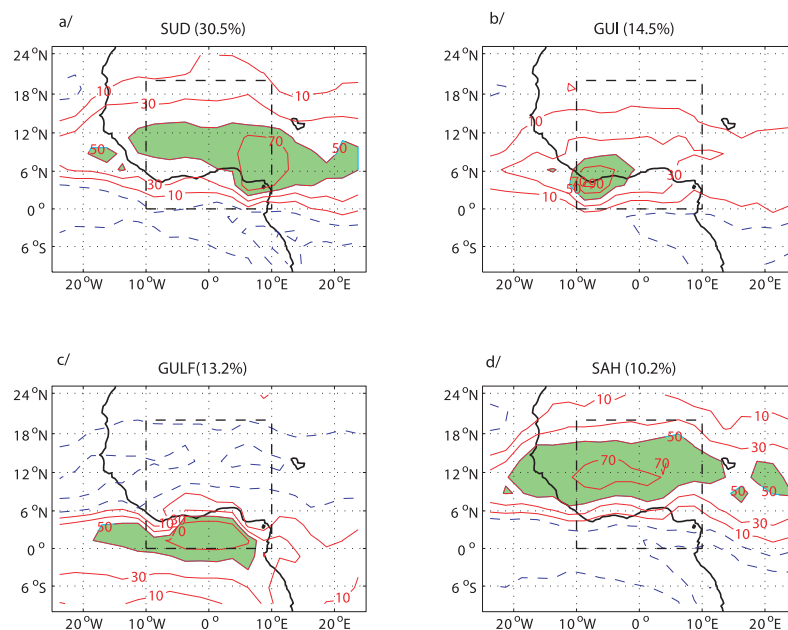 a/
SUD (30.5%)
24 °N
18 °N
12 °N
6 °N
0 °
6 °S
20 °W
10 °W
0 °
10 °E
20 °E
10
30
50
70
50
30
10
b/
GUI (14.5%)
24 °N
18 °N
12 °N
6 °N
0 °
6 °S
20 °W
10 °W
0 °
10 °E
20 °E
10
30
10
c/
GULF(13.2%)
24 °N
18 °N
12 °N
6 °N
0 °
6 °S
20 °W
10 °W
0 °
10 °E
20 °E
50
10
70
30
10
d/
SAH (10.2%)
24 °N
18 °N
12 °N
6 °N
0 °
6 °S
20 °W
10 °W
0 °
10 °E
20 °E
10
10
50
30
70
70
50
50
50
30
10